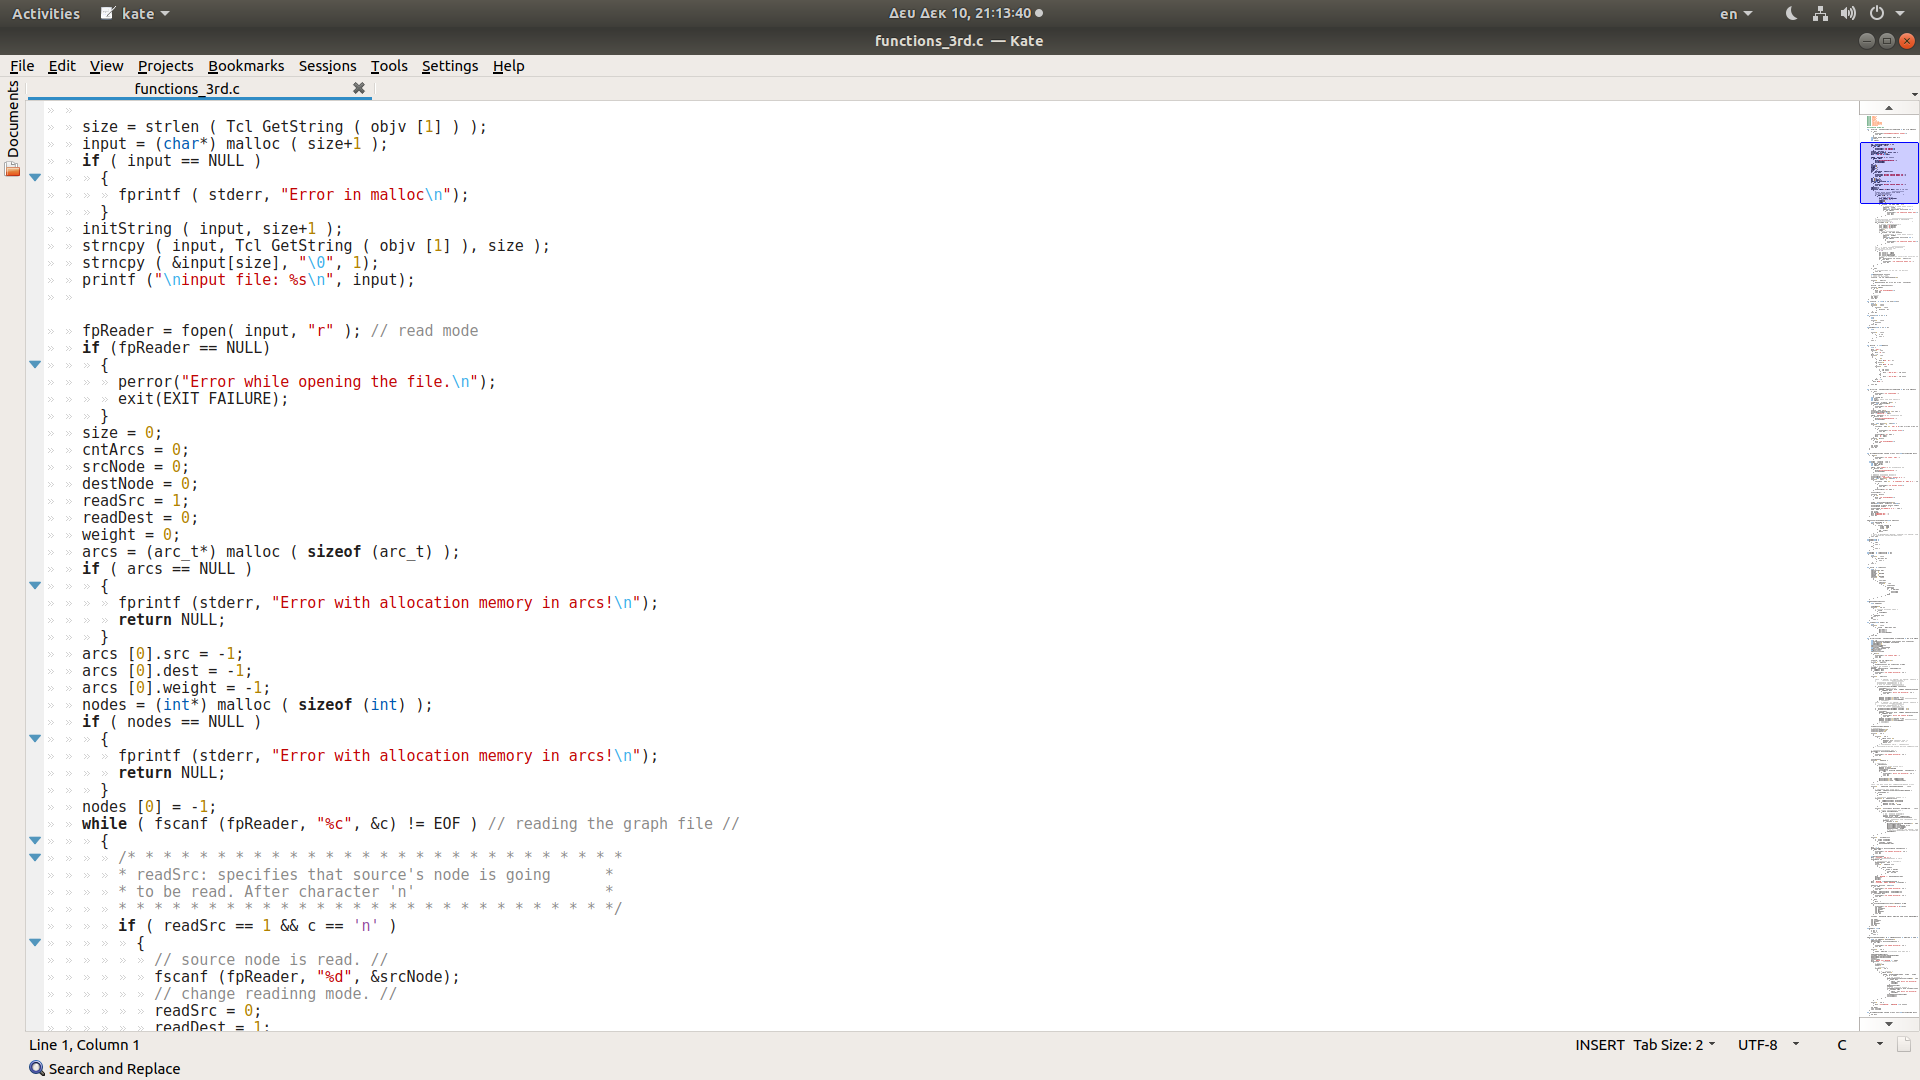 Activities kate Δευ Δεκ 10, 21:13:40 en
functions_3rd.c — Kate
File Edit View Projects Bookmarks Sessions Tools Settings Help
Documents
functions_3rd.c
size = strlen ( Tcl GetString ( objv [1] ) );
input = (char*) malloc ( size+1 );
if ( input == NULL )
{
fprintf ( stderr, "Error in malloc\n");
}
initString ( input, size+1 );
strncpy ( input, Tcl GetString ( objv [1] ), size );
strncpy ( &input[size], "\0", 1);
printf ("\ninput file: %s\n", input);
fpReader = fopen( input, "r" ); // read mode
if (fpReader == NULL)
{
perror("Error while opening the file.\n");
exit(EXIT FAILURE);
}
size = 0;
cntArcs = 0;
srcNode = 0;
destNode = 0;
readSrc = 1;
readDest = 0;
weight = 0;
arcs = (arc_t*) malloc ( sizeof (arc_t) );
if ( arcs == NULL )
{
fprintf (stderr, "Error with allocation memory in arcs!\n");
return NULL;
}
arcs [0].src = -1;
arcs [0].dest = -1;
arcs [0].weight = -1;
nodes = (int*) malloc ( sizeof (int) );
if ( nodes == NULL )
{
fprintf (stderr, "Error with allocation memory in arcs!\n");
return NULL;
}
nodes [0] = -1;
while ( fscanf (fpReader, "%c", &c) != EOF ) // reading the graph file //
{
/* * * * * * * * * * * * * * * * * * * * * * * * * * * *
* readSrc: specifies that source's node is going *
* to be read. After character 'n' *
* * * * * * * * * * * * * * * * * * * * * * * * * * * */
if ( readSrc == 1 && c == 'n' )
{
// source node is read. //
fscanf (fpReader, "%d", &srcNode);
// change readinng mode. //
readSrc = 0;
readDest = 1;
Line 1, Column 1 INSERT Tab Size: 2 UTF-8 C
Search and Replace